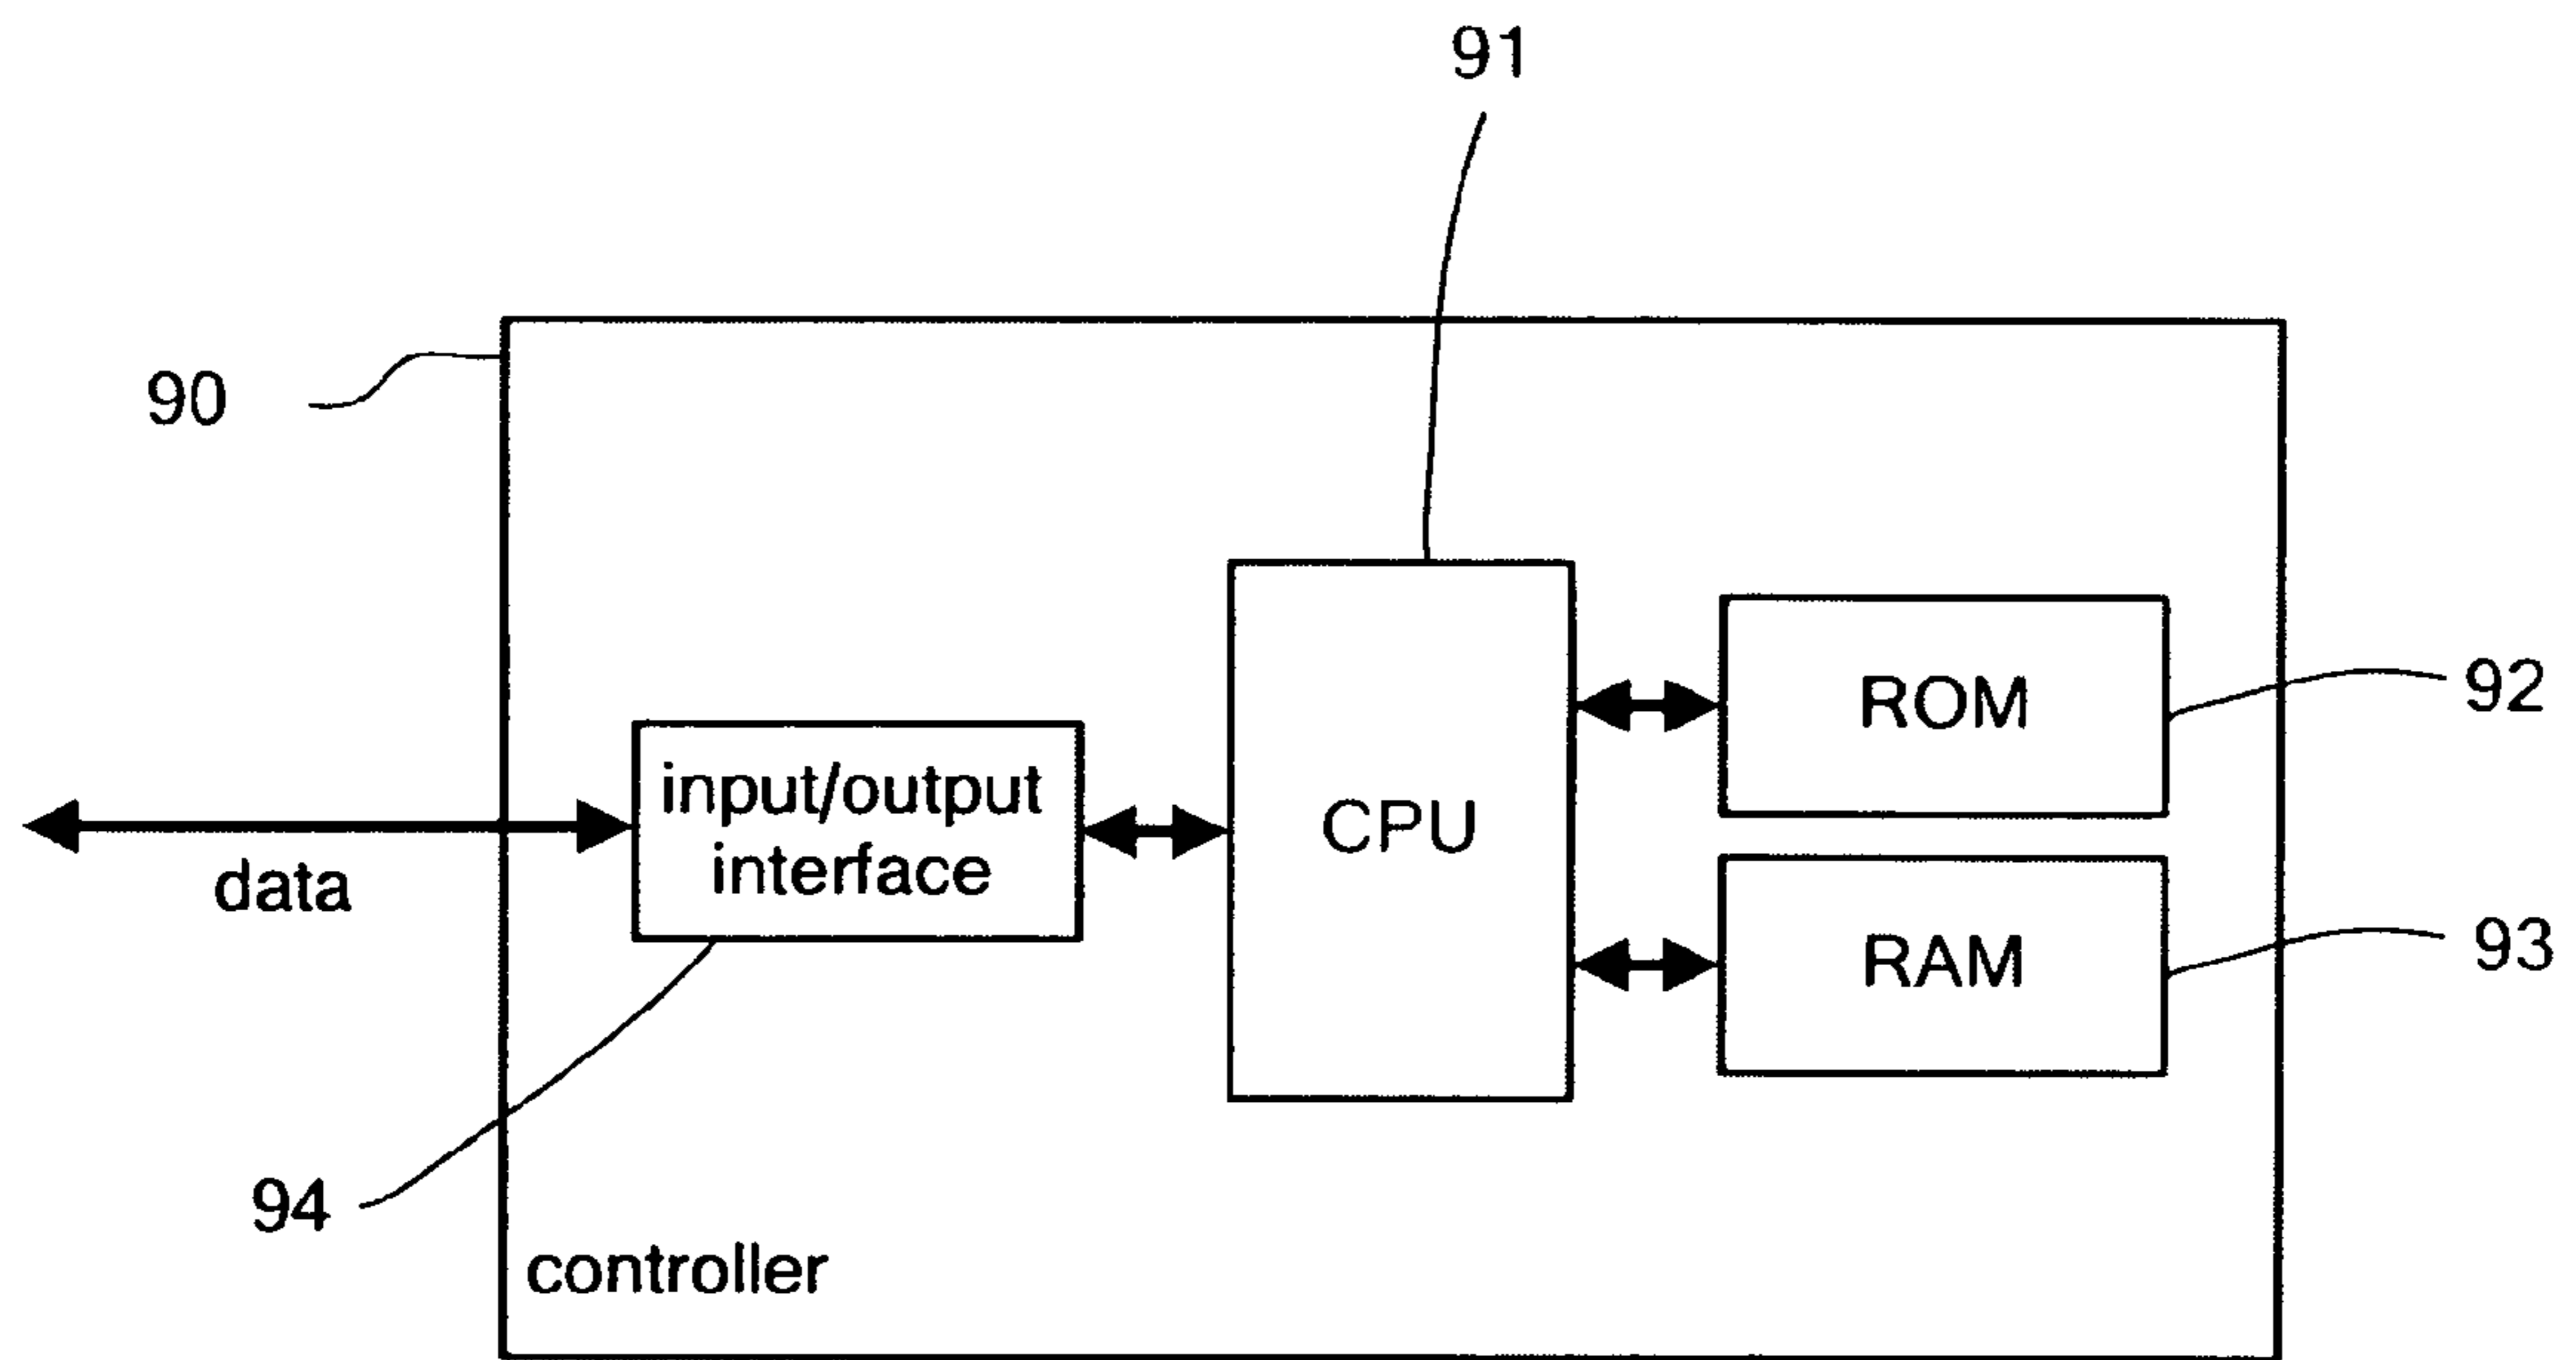 91
90
ROM
92
input/output
interface
CPU
data
RAM
93
94
controller